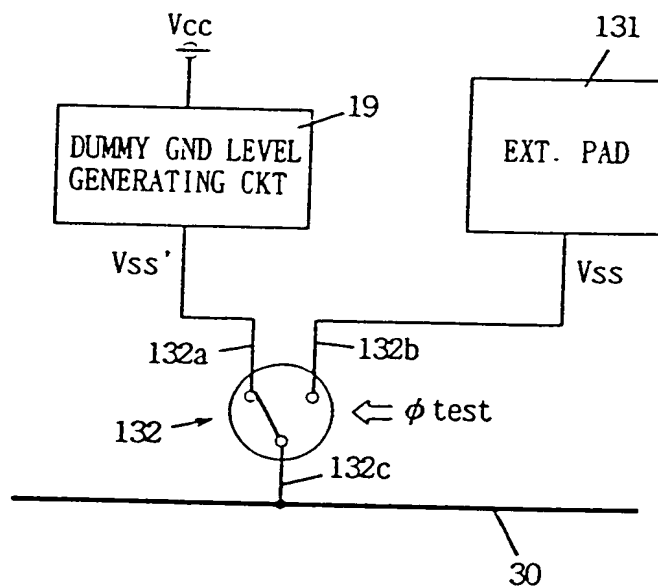 Vcc
131
19
DUMMY GND LEVEL
GENERATING CKT
EXT. PAD
Vss'
Vss
132a
132b
132
⇐ φ test
132c
30